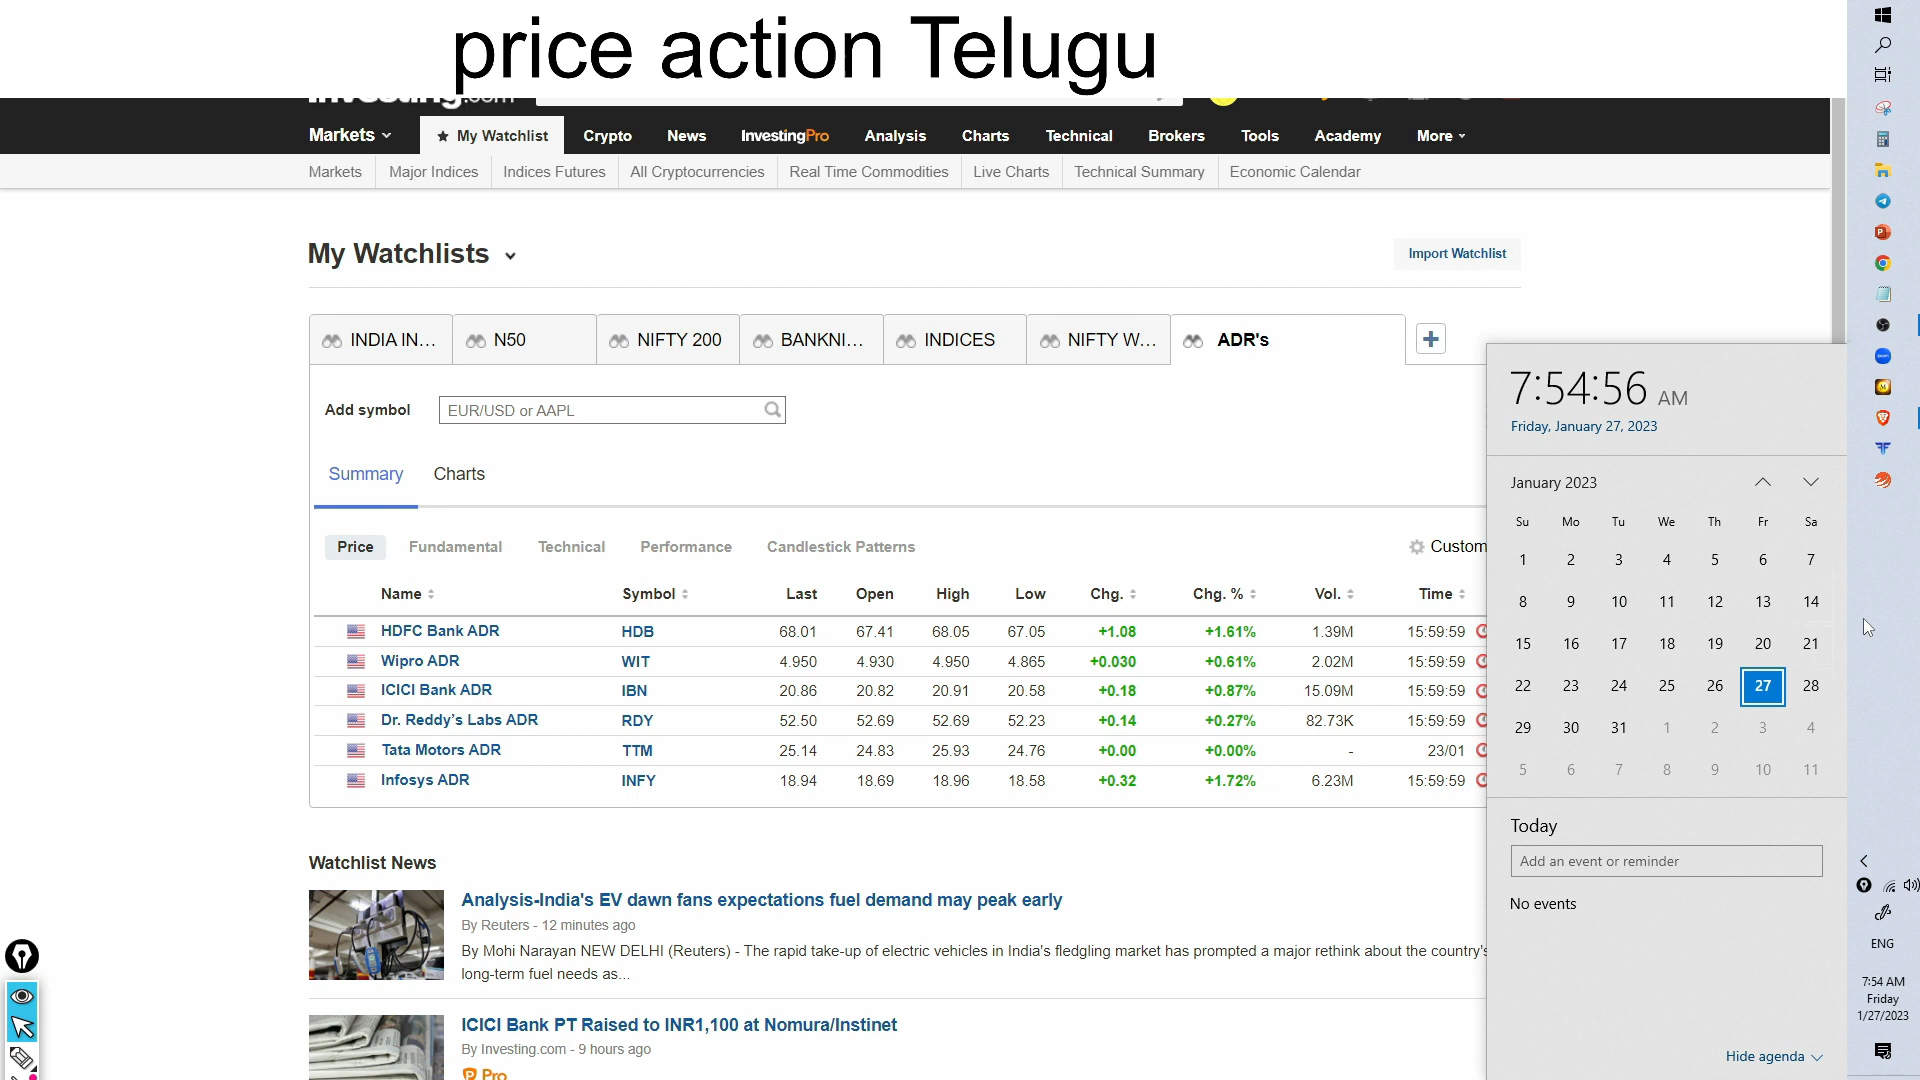 price action Telugu
Investing.com
Markets My Watchlist Crypto News InvestingPro Analysis Charts Technical Brokers Tools Academy More
Markets Major Indices Indices Futures All Cryptocurrencies Real Time Commodities Live Charts Technical Summary Economic Calendar
My Watchlists
Import Watchlist
INDIA IN... N50 NIFTY 200 BANKNI... INDICES NIFTY W... ADR's +
Add symbol EUR/USD or AAPL
Summary Charts
Price Fundamental Technical Performance Candlestick Patterns Custom
Name Symbol Last Open High Low Chg. Chg. % Vol. Time
HDFC Bank ADR HDB 68.01 67.41 68.05 67.05 +1.08 +1.61% 1.39M 15:59:59
Wipro ADR WIT 4.950 4.930 4.950 4.865 +0.030 +0.61% 2.02M 15:59:59
ICICI Bank ADR IBN 20.86 20.82 20.91 20.58 +0.18 +0.87% 15.09M 15:59:59
Dr. Reddy's Labs ADR RDY 52.50 52.69 52.69 52.23 +0.14 +0.27% 82.73K 15:59:59
Tata Motors ADR TTM 25.14 24.83 25.93 24.76 +0.00 +0.00% - 23/01
Infosys ADR INFY 18.94 18.69 18.96 18.58 +0.32 +1.72% 6.23M 15:59:59
Watchlist News
Analysis-India's EV dawn fans expectations fuel demand may peak early
By Reuters - 12 minutes ago
By Mohi Narayan NEW DELHI (Reuters) - The rapid take-up of electric vehicles in India's fledgling market has prompted a major rethink about the country's
long-term fuel needs as...
ICICI Bank PT Raised to INR1,100 at Nomura/Instinet
By Investing.com - 9 hours ago
Pro
7:54:56 AM
Friday, January 27, 2023
January 2023
Su Mo Tu We Th Fr Sa
1 2 3 4 5 6 7
8 9 10 11 12 13 14
15 16 17 18 19 20 21
22 23 24 25 26 27 28
29 30 31 1 2 3 4
5 6 7 8 9 10 11
Today
Add an event or reminder
No events
Hide agenda
ENG
7:54 AM
Friday
1/27/2023